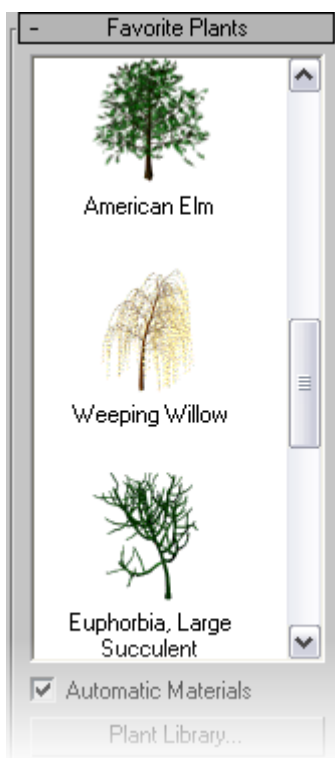 - Favorite Plants
American Elm
Weeping Willow
Euphorbia, Large
Succulent
Automatic Materials
Plant Library...